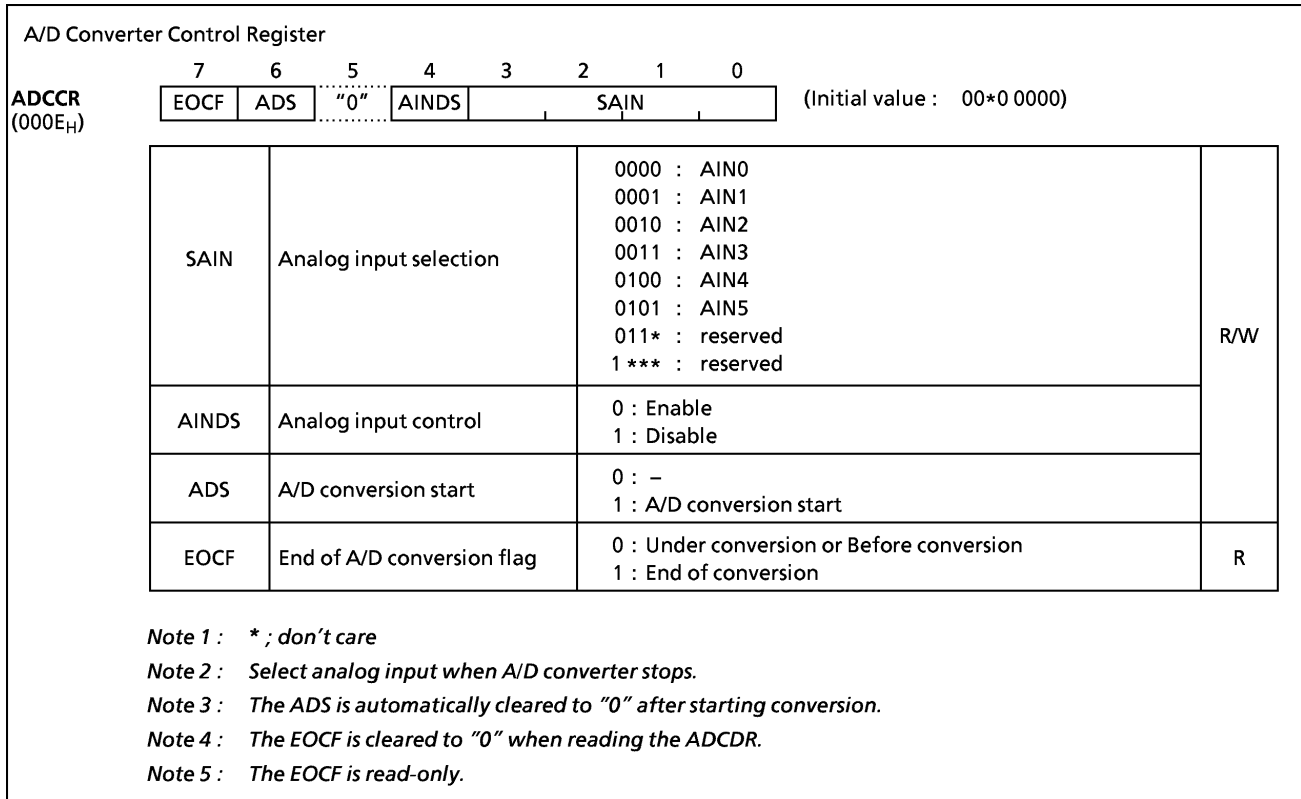 A/D Converter Control Register
7 6 5 4 3 2 1 0
ADCCR
(000EH)
EOCF ADS “0” AINDS SAIN (Initial value : 00*0 0000)
SAIN Analog input selection
0000 : AIN0
0001 : AIN1
0010 : AIN2
0011 : AIN3
0100 : AIN4
0101 : AIN5
011* : reserved
1*** : reserved
R/W
AINDS Analog input control
0 : Enable
1 : Disable
ADS A/D conversion start
0 : –
1 : A/D conversion start
EOCF End of A/D conversion flag
0 : Under conversion or Before conversion
1 : End of conversion
R
Note 1 : * ; don't care
Note 2 : Select analog input when A/D converter stops.
Note 3 : The ADS is automatically cleared to "0" after starting conversion.
Note 4 : The EOCF is cleared to "0" when reading the ADCDR.
Note 5 : The EOCF is read-only.